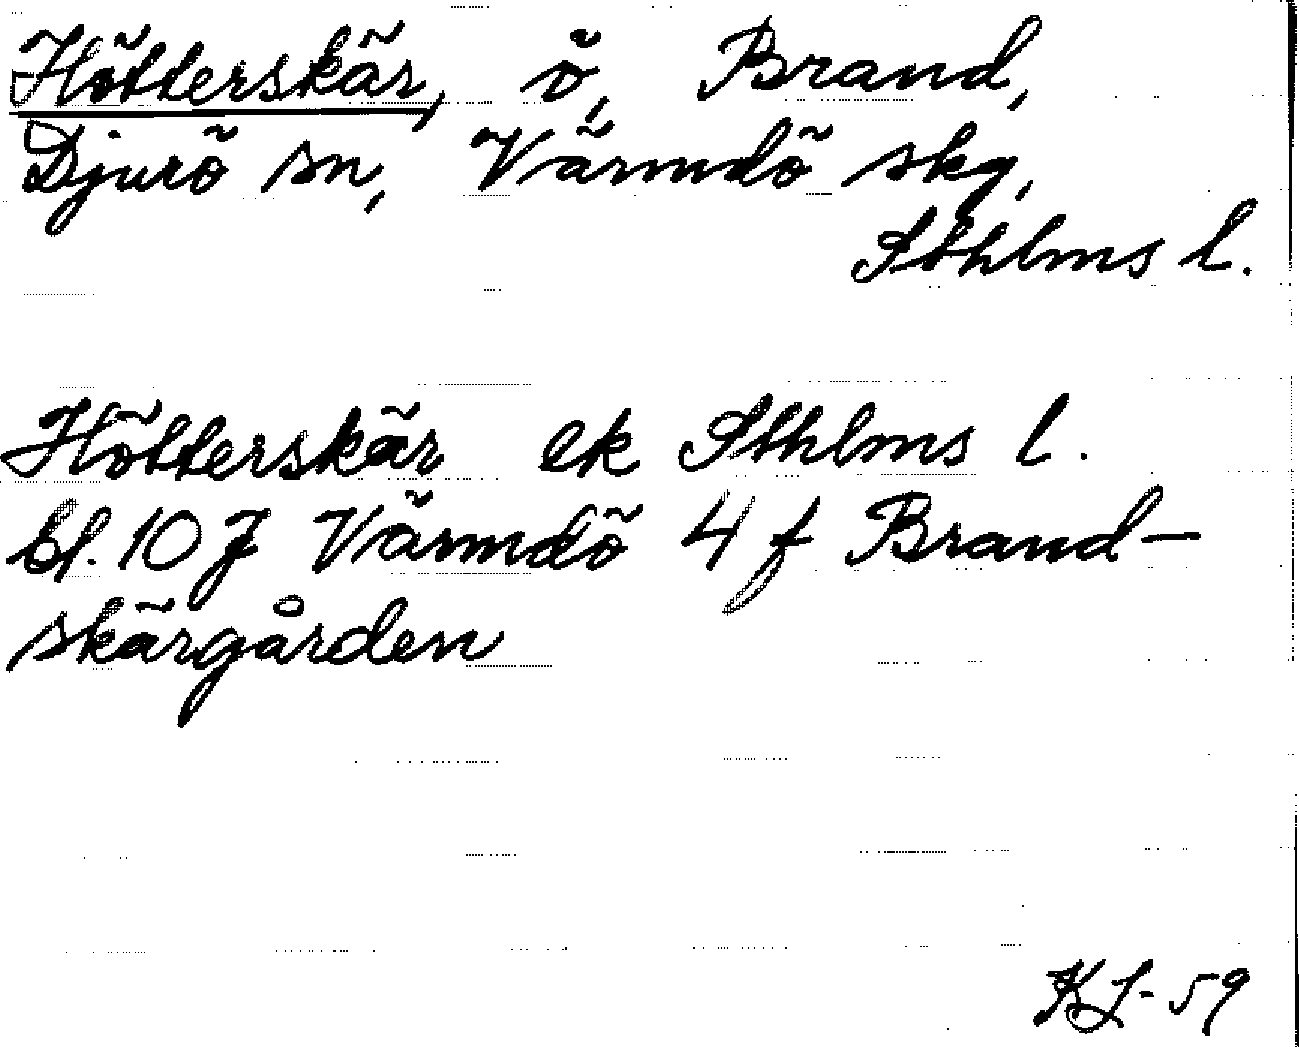 Hötterskär, ö, Brand,
Djurö sn, Värmdö skg,
Sthlms l.
Hötterskär ek Sthlms l.
bl. 10 J Värmdö 4 f Brand-
skärgården
KL-59